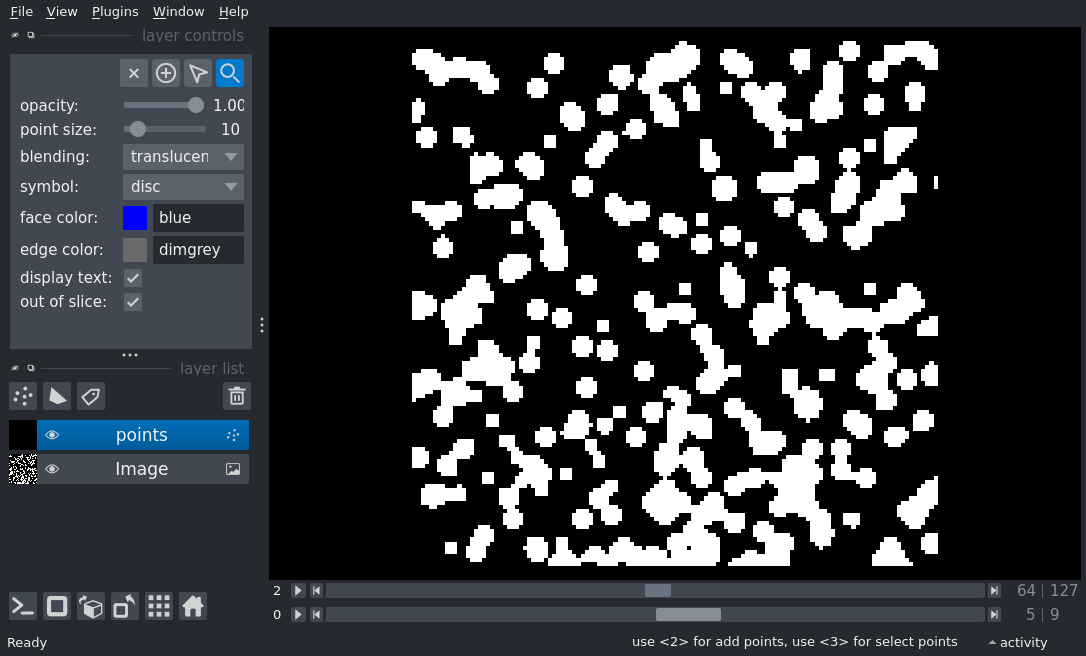 File View Plugins Window Help
layer controls
opacity: 1.00
point size: 10
blending: translucen
symbol: disc
face color: blue
edge color: dimgrey
display text:
out of slice:
layer list
points
Image
2 64 127
0 5 9
Ready use <2> for add points, use <3> for select points activity